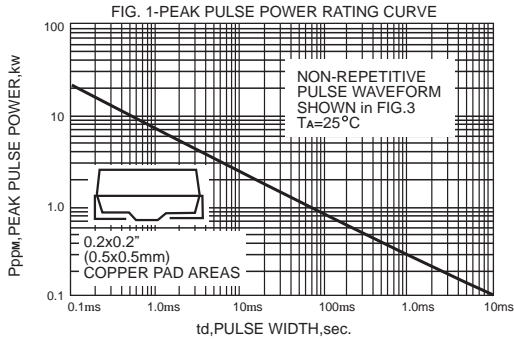 FIG. 1-PEAK PULSE POWER RATING CURVE
PPPM,PEAK PULSE POWER,kw
100
10
1.0
0.1
NON-REPETITIVE
PULSE WAVEFORM
SHOWN in FIG.3
TA=25°C
0.2x0.2"
(0.5x0.5mm)
COPPER PAD AREAS
0.1ms 1.0ms 10ms 100ms 1.0ms 10ms
td,PULSE WIDTH,sec.